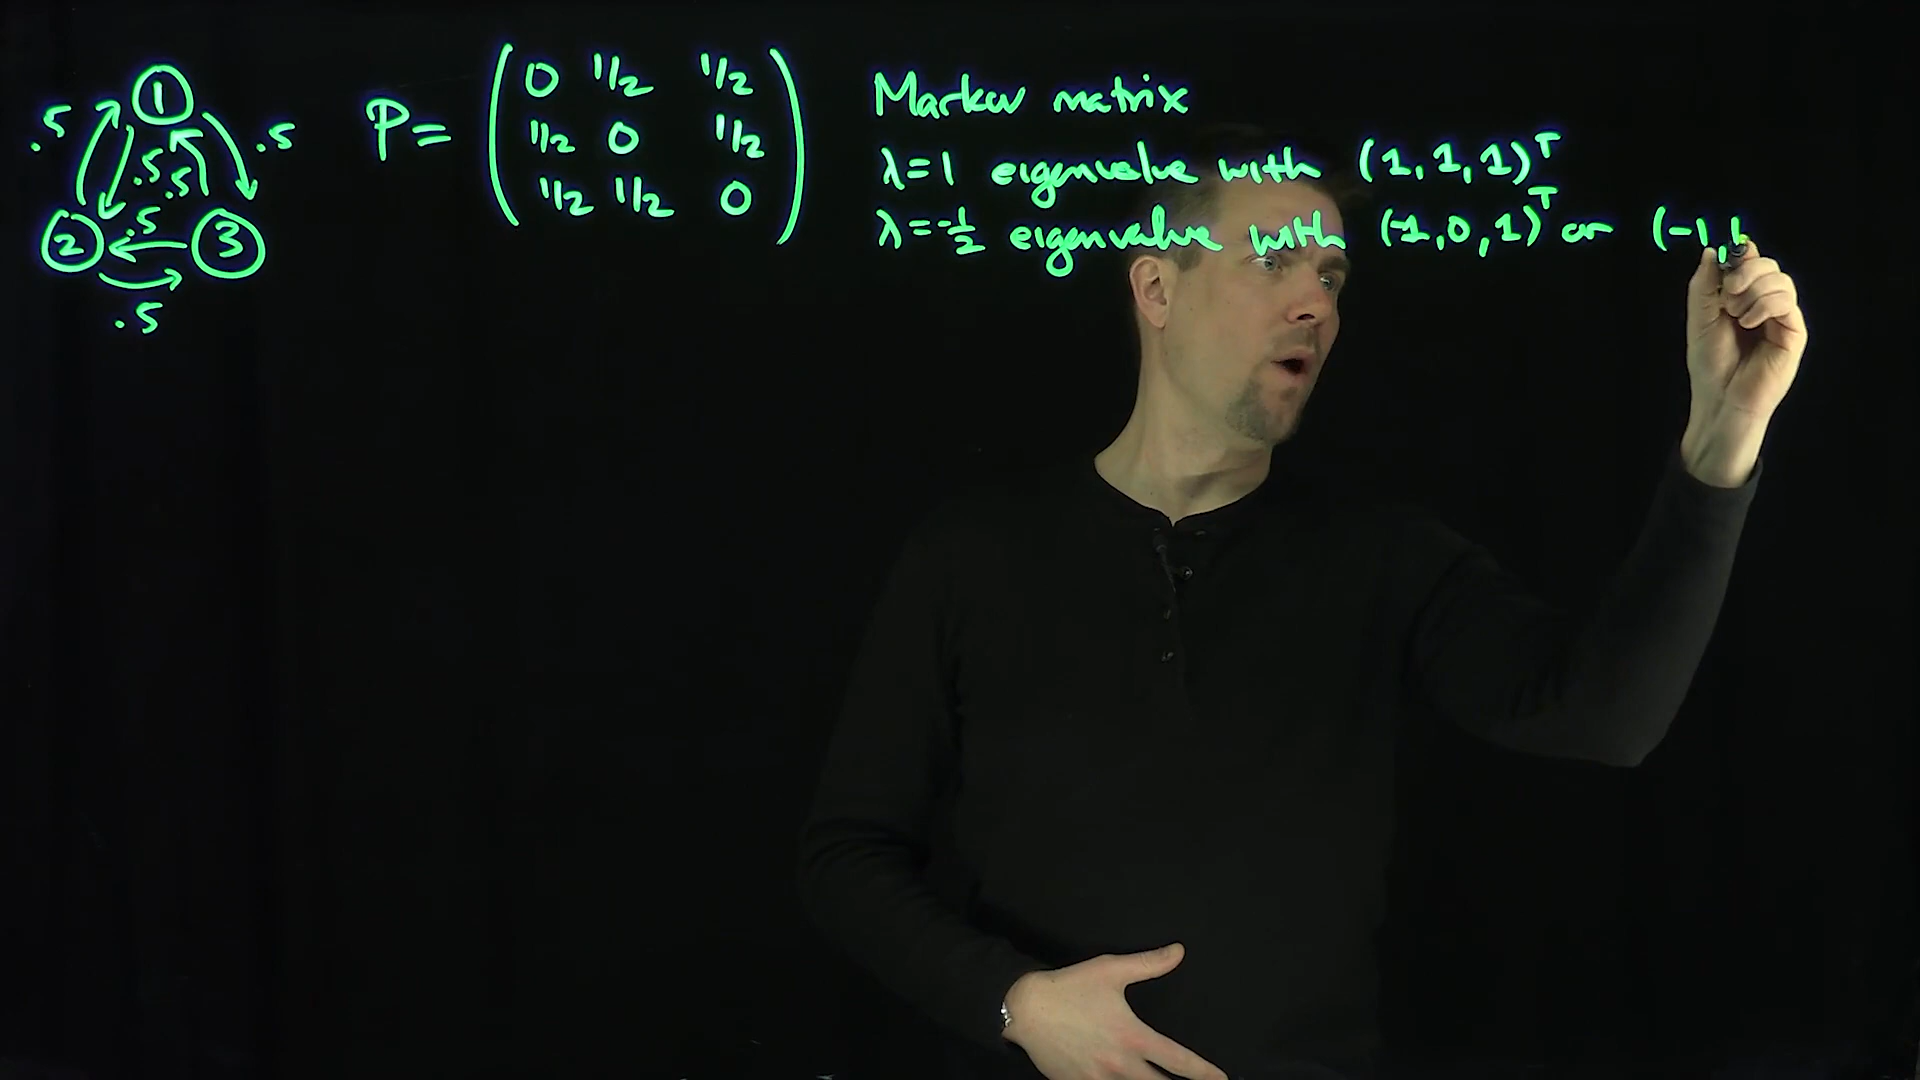 1
.5 .5
.5 .5
2 .5 3
.5
P = ( 0 1/2 1/2
1/2 0 1/2
1/2 1/2 0 )
Markov matrix
λ=1 eigenvalue with (1,1,1)ᵀ
λ=-1/2 eigenvalue with (-1,0,1)ᵀ or (-1,1